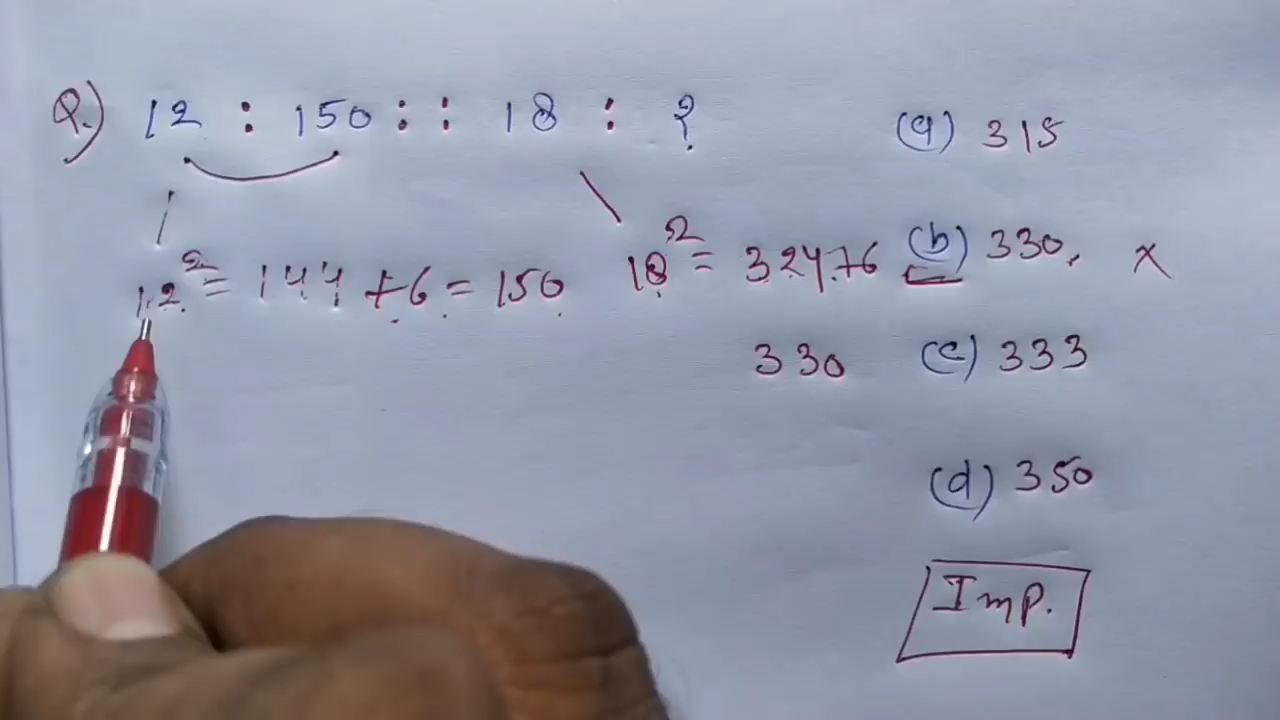 Q.) 12 : 150 :: 18 : ?
(a) 315
12² = 144 + 6 = 150
18² = 324+6
330
(b) 330, x
(c) 333
(d) 350
Imp.